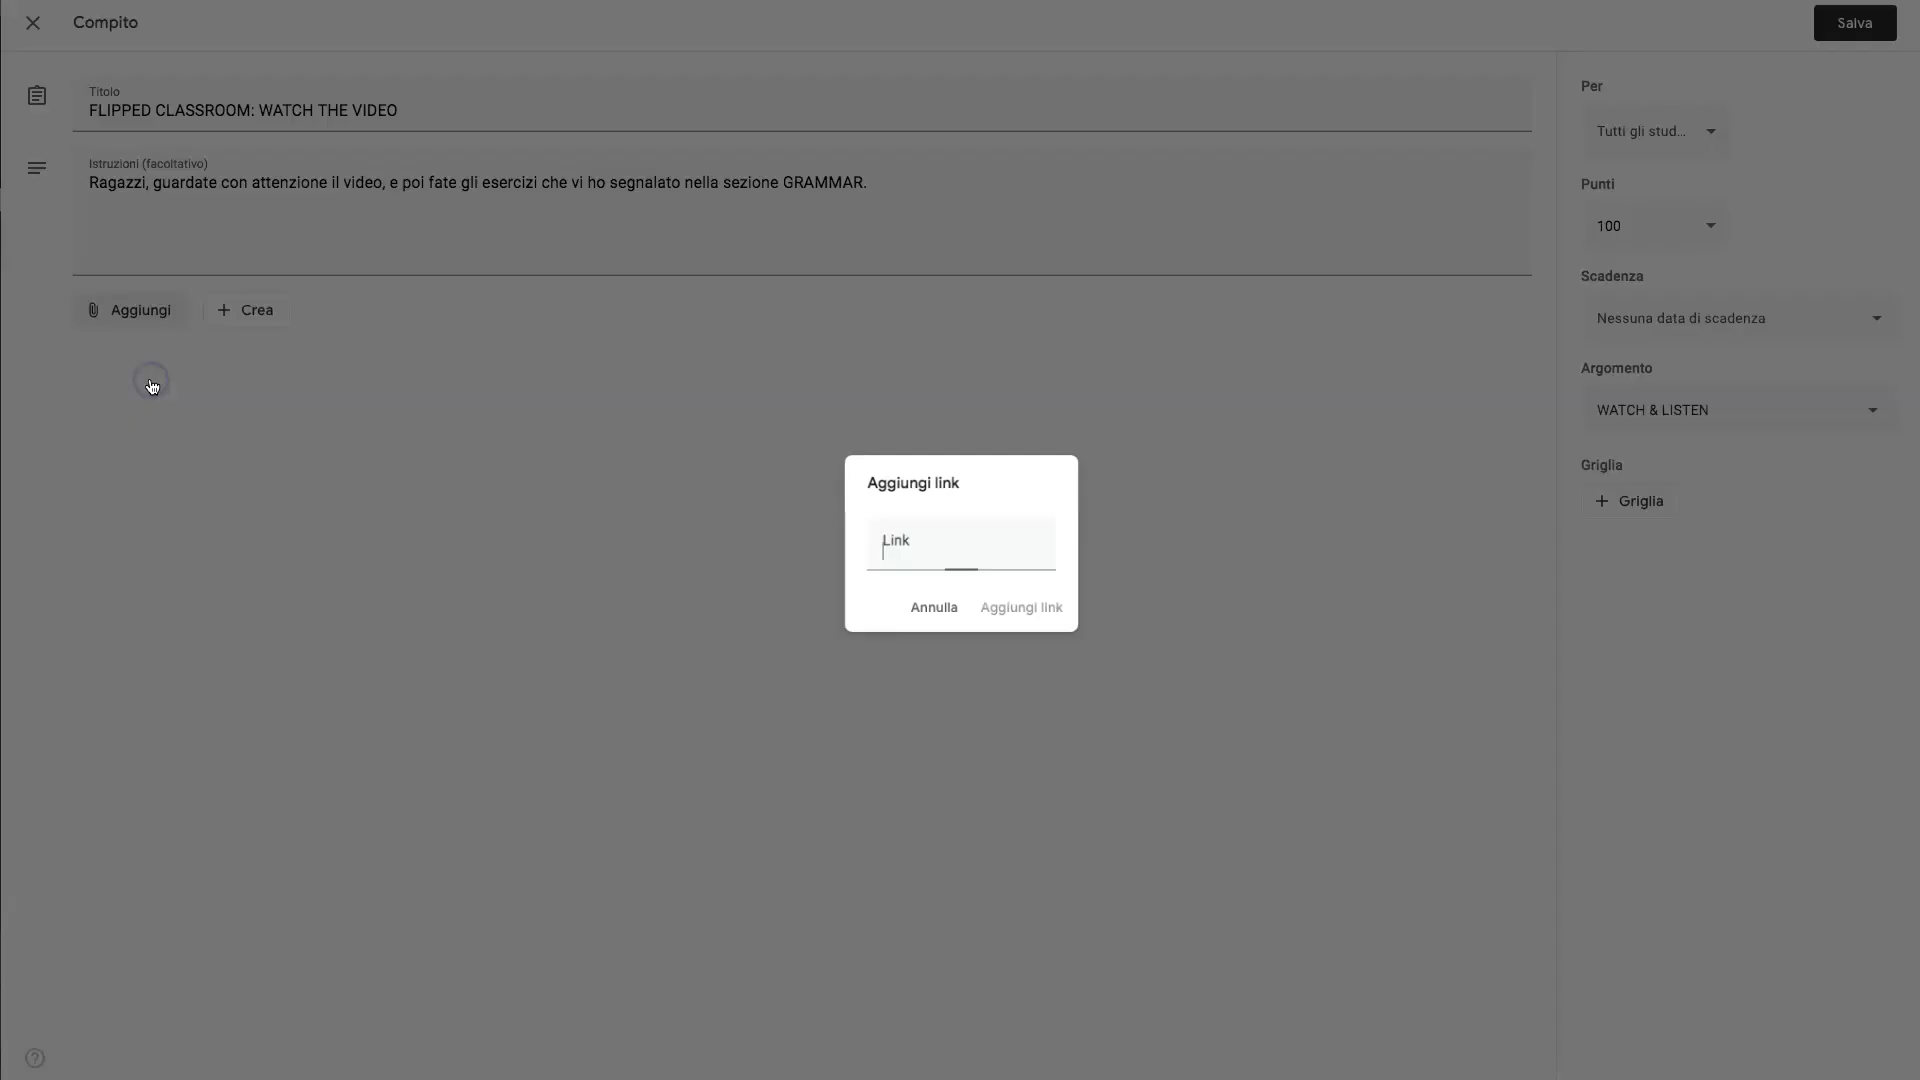 Compito
Salva
Titolo
FLIPPED CLASSROOM: WATCH THE VIDEO
Istruzioni (facoltativo)
Ragazzi, guardate con attenzione il video, e poi fate gli esercizi che vi ho segnalato nella sezione GRAMMAR.
Aggiungi
Crea
Per
Tutti gli stud...
Punti
100
Scadenza
Nessuna data di scadenza
Argomento
WATCH & LISTEN
Griglia
+ Griglia
Aggiungi link
Link
Annulla
Aggiungi link